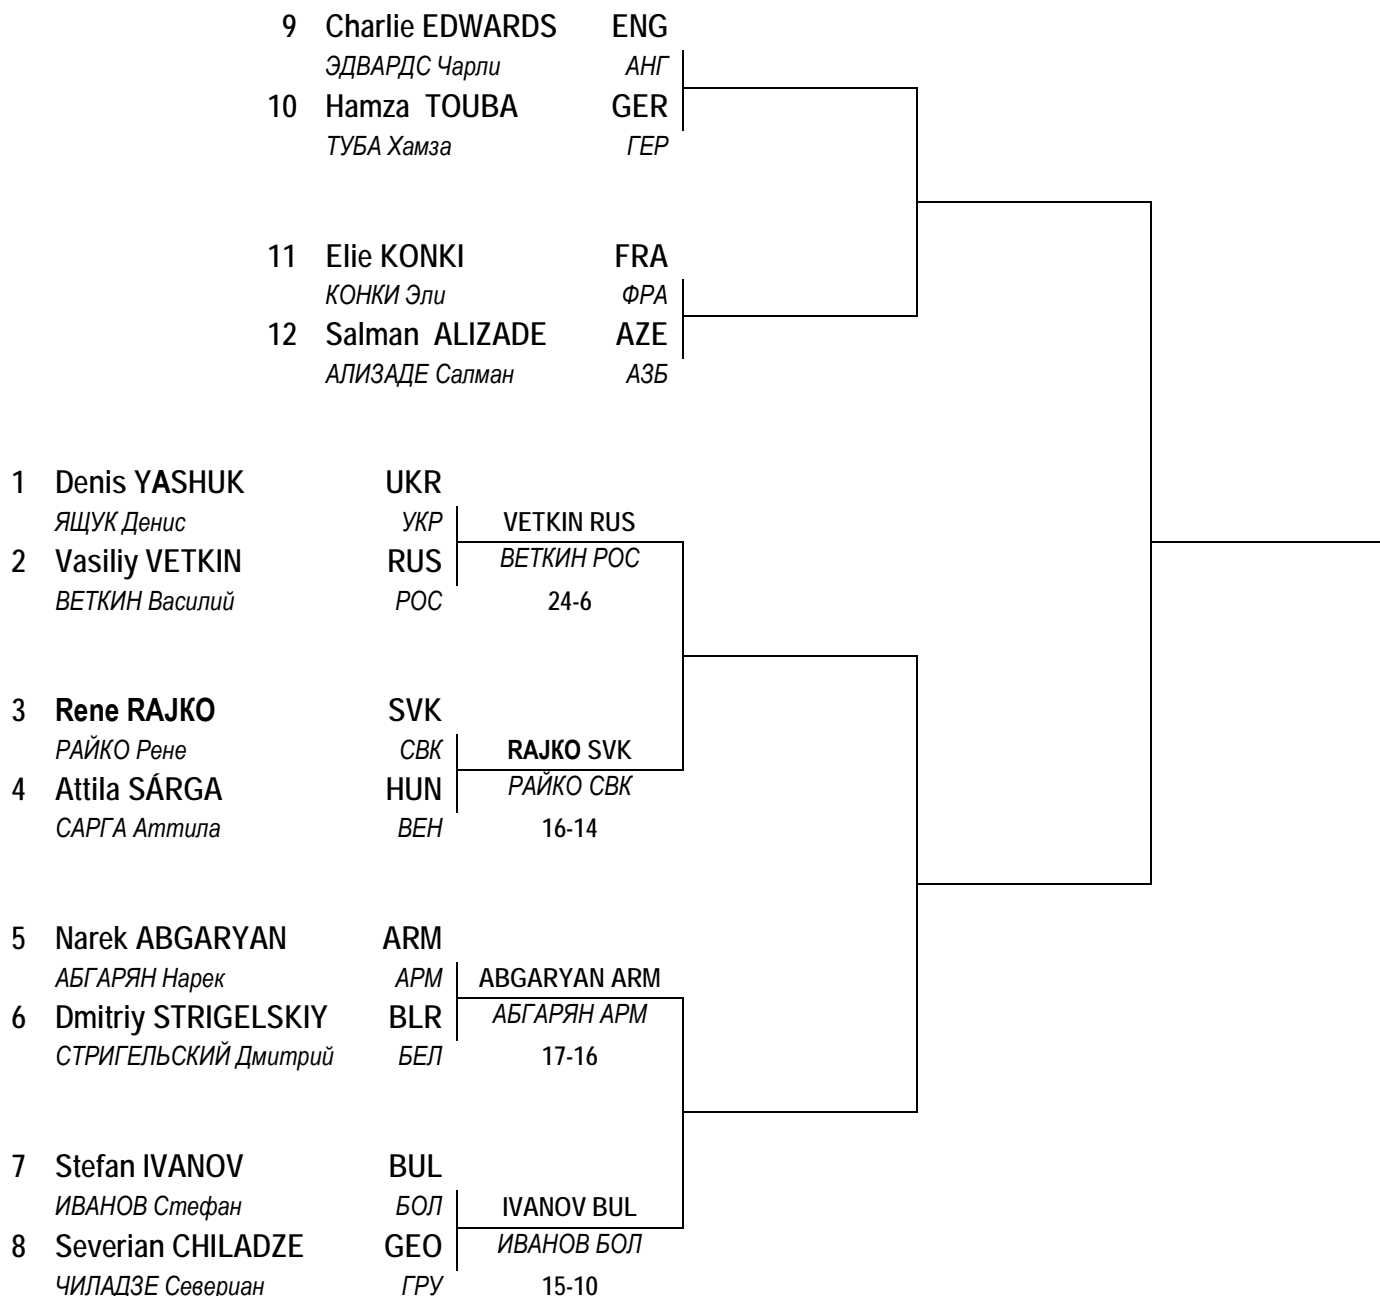 9 Charlie EDWARDS ENG
ЭДВАРДС Чарли АНГ
10 Hamza TOUBA GER
ТУБА Хамза ГЕР
11 Elie KONKI FRA
КОНКИ Эли ФРА
12 Salman ALIZADE AZE
АЛИЗАДЕ Салман АЗБ
1 Denis YASHUK UKR
ЯЩУК Денис УКР VETKIN RUS
2 Vasiliy VETKIN RUS ВЕТКИН РОС
ВЕТКИН Василий РОС 24-6
3 Rene RAJKO SVK
РАЙКО Рене СВК RAJKO SVK
4 Attila SÁRGA HUN РАЙКО СВК
САРГА Аттила ВЕН 16-14
5 Narek ABGARYAN ARM
АБГАРЯН Нарек АРМ ABGARYAN ARM
6 Dmitriy STRIGELSKIY BLR АБГАРЯН АРМ
СТРИГЕЛЬСКИЙ Дмитрий БЕЛ 17-16
7 Stefan IVANOV BUL
ИВАНОВ Стефан БОЛ IVANOV BUL
8 Severian CHILADZE GEO ИВАНОВ БОЛ
ЧИЛАДЗЕ Севериан ГРУ 15-10